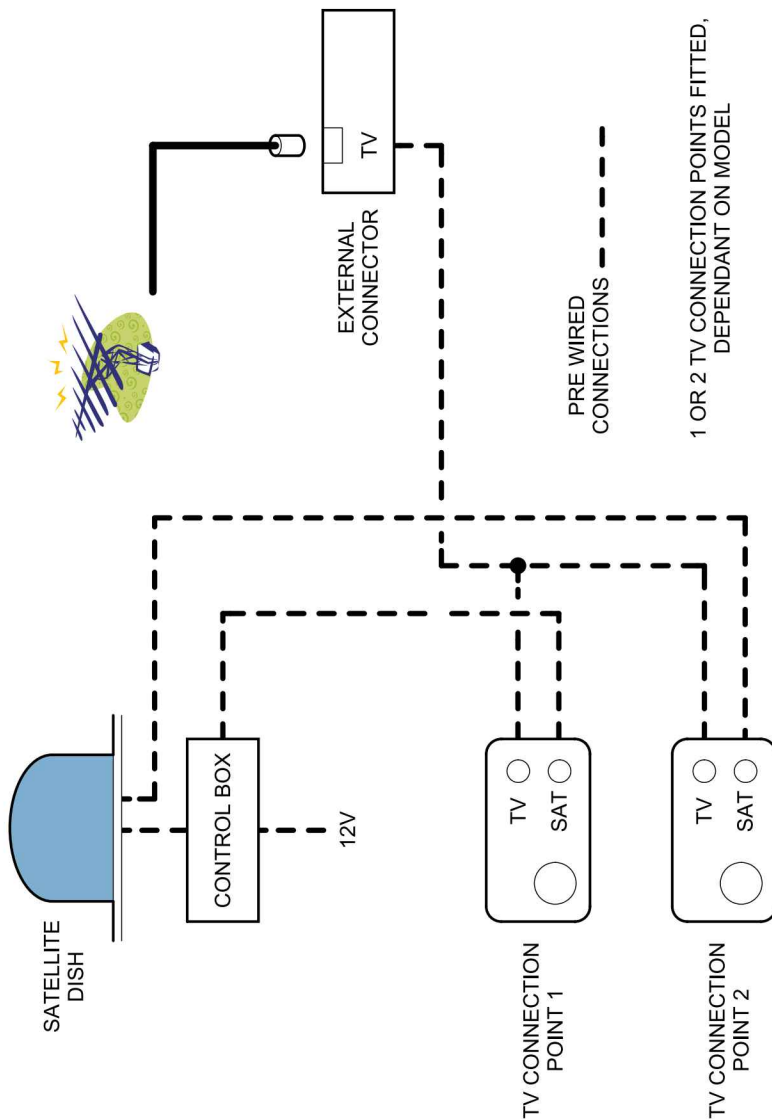 SATELLITE
DISH
CONTROL BOX
12V
TV CONNECTION
POINT 1
TV
SAT
TV CONNECTION
POINT 2
TV
SAT
EXTERNAL
CONNECTOR
TV
PRE WIRED
CONNECTIONS
1 OR 2 TV CONNECTION POINTS FITTED,
DEPENDANT ON MODEL